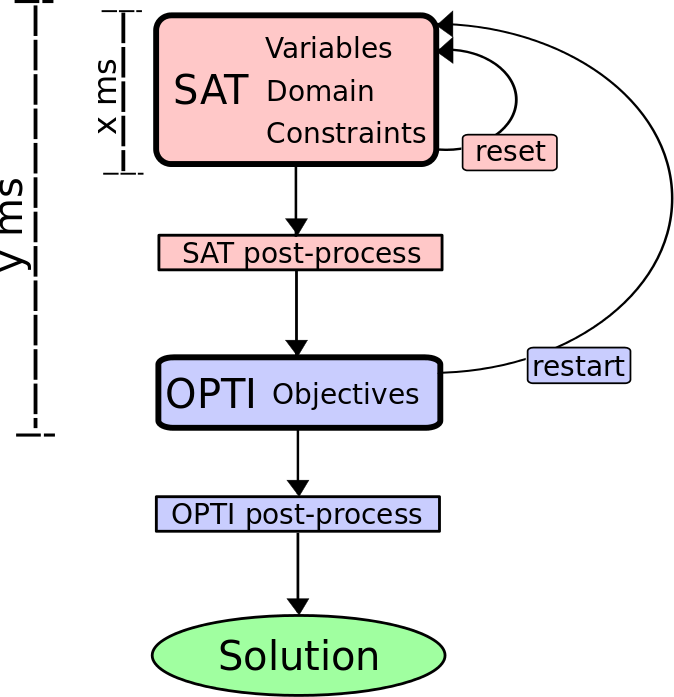 x ms
y ms
SAT
Variables
Domain
Constraints
reset
SAT post-process
OPTI Objectives
restart
OPTI post-process
Solution